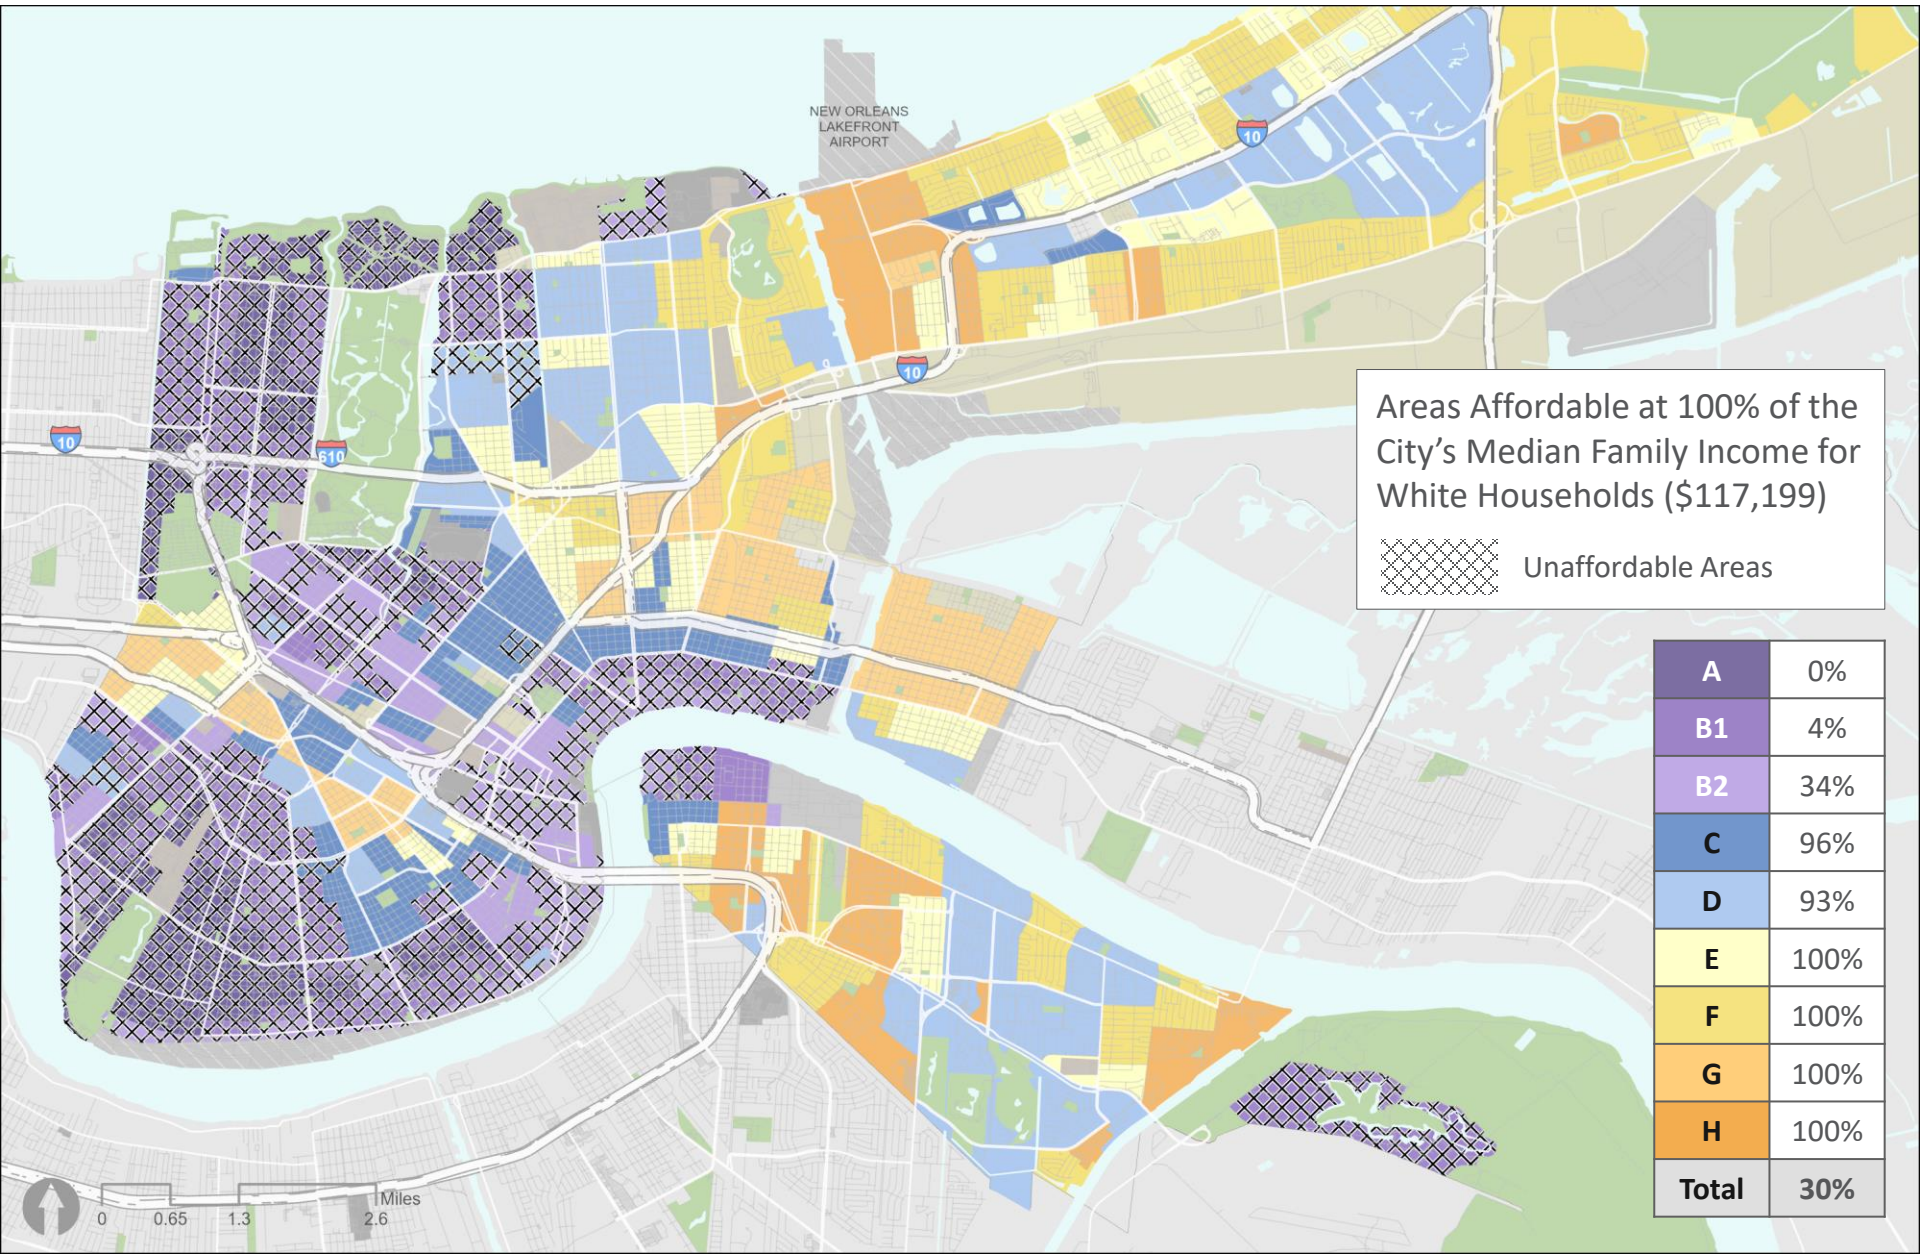 NEW ORLEANS
LAKEFRONT
AIRPORT
10
10
10
610
Areas Affordable at 100% of the
City's Median Family Income for
White Households ($117,199)
Unaffordable Areas
A 0%
B1 4%
B2 34%
C 96%
D 93%
E 100%
F 100%
G 100%
H 100%
Total 30%
Miles
0 0.65 1.3 2.6